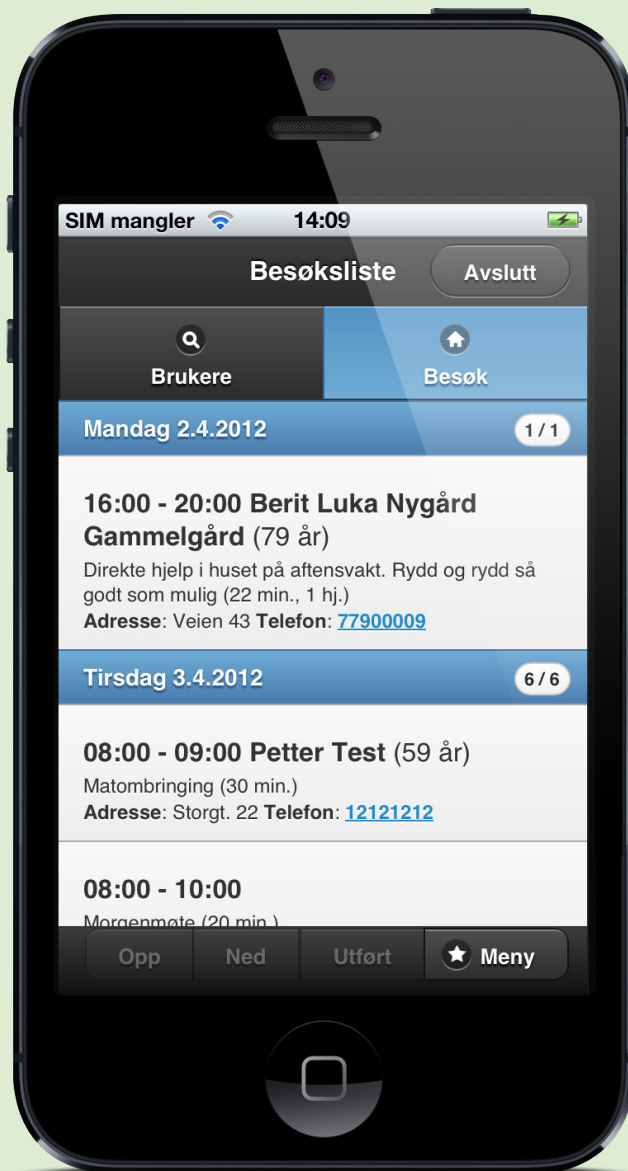 SIM mangler 14:09
Besøksliste Avslutt
Brukere Besøk
Mandag 2.4.2012 1 / 1
16:00 - 20:00 Berit Luka Nygård
Gammelgård (79 år)
Direkte hjelp i huset på aftensvakt. Rydd og rydd så
godt som mulig (22 min., 1 hj.)
Adresse: Veien 43 Telefon: 77900009
Tirsdag 3.4.2012 6 / 6
08:00 - 09:00 Petter Test (59 år)
Matombringing (30 min.)
Adresse: Storgt. 22 Telefon: 12121212
08:00 - 10:00
Morgenmøte (20 min.)
Opp Ned Utført Meny